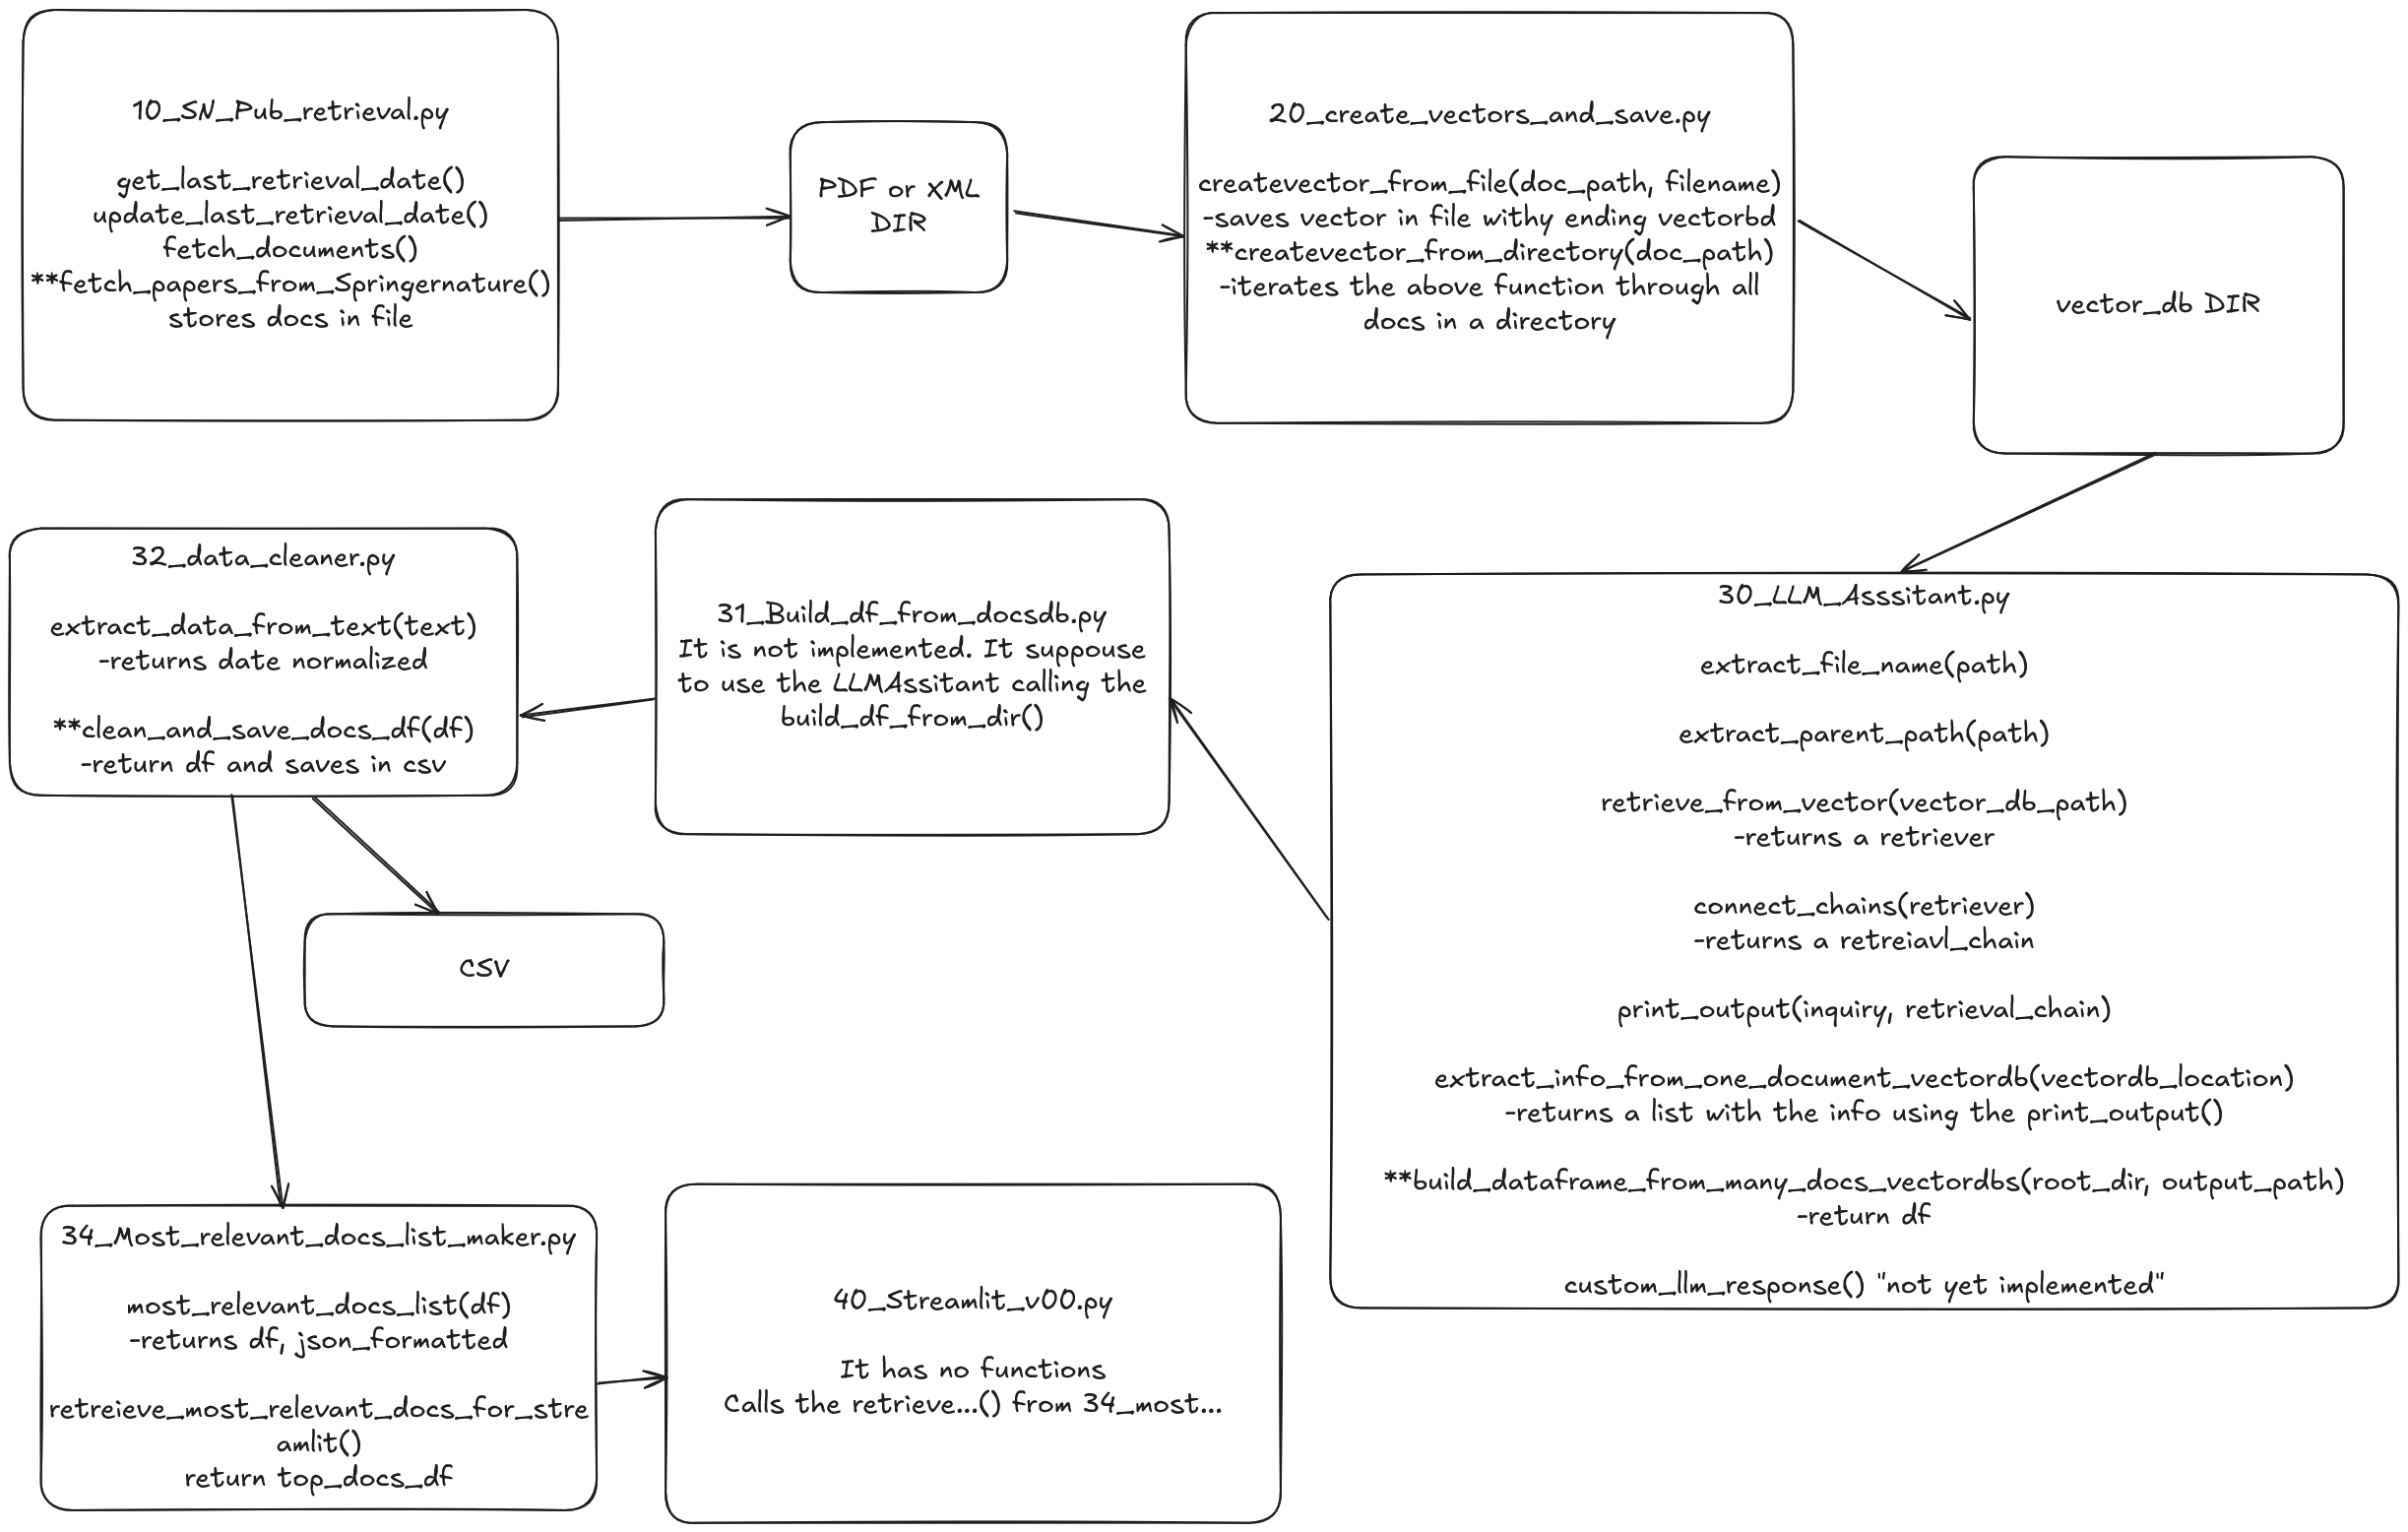 10_SN_Pub_retrieval.py
get_last_retrieval_date()
update_last_retrieval_date()
fetch_documents()
**fetch_papers_from_Springernature()
stores docs in file
PDF or XML
DIR
20_create_vectors_and_save.py
createvector_from_file(doc_path, filename)
-saves vector in file withy ending vectorbd
**createvector_from_directory(doc_path)
-iterates the above function through all
docs in a directory
vector_db DIR
32_data_cleaner.py
extract_data_from_text(text)
-returns date normalized
**clean_and_save_docs_df(df)
-return df and saves in csv
31_Build_df_from_docsdb.py
It is not implemented. It suppouse
to use the LLMAssitant calling the
build_df_from_dir()
30_LLM_Asssitant.py
extract_file_name(path)
extract_parent_path(path)
retrieve_from_vector(vector_db_path)
-returns a retriever
connect_chains(retriever)
-returns a retreiavl_chain
print_output(inquiry, retrieval_chain)
extract_info_from_one_document_vectordb(vectordb_location)
-returns a list with the info using the print_output()
**build_dataframe_from_many_docs_vectordbs(root_dir, output_path)
-return df
custom_llm_response() "not yet implemented"
CSV
34_Most_relevant_docs_list_maker.py
most_relevant_docs_list(df)
-returns df, json_formatted
retreieve_most_relevant_docs_for_stre
amlit()
return top_docs_df
40_Streamlit_v00.py
It has no functions
Calls the retrieve...() from 34_most...